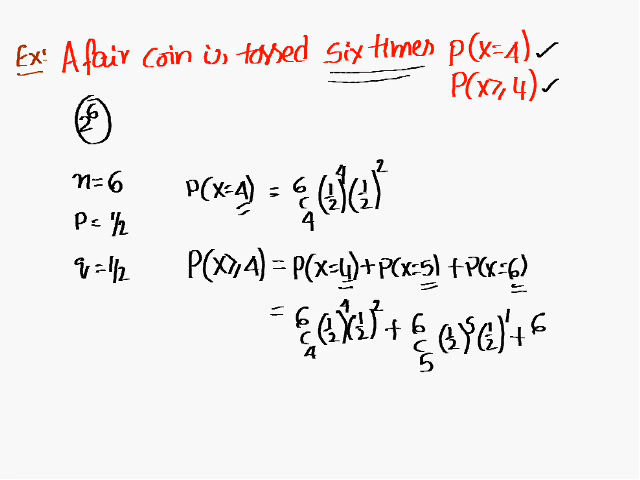 Ex: A fair coin is tossed six times P(X=4) ✓
P(X≥4) ✓
2⁶
n=6
P(X=4) = ⁶C₄ (1/2)⁴ (1/2)²
P= 1/2
q=1/2
P(X≥4) = P(X=4)+P(X=5)+P(X=6)
= ⁶C₄ (1/2)⁴ (1/2)² + ⁶C₅ (1/2)⁵ (1/2)¹ + 6